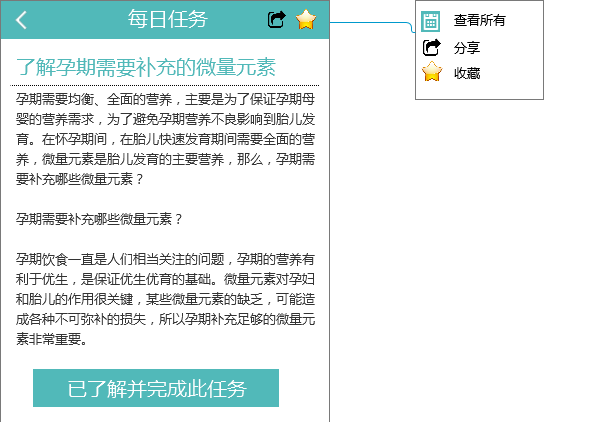 每日任务
了解孕期需要补充的微量元素
孕期需要均衡、全面的营养，主要是为了保证孕期母
婴的营养需求，为了避免孕期营养不良影响到胎儿发
育。在怀孕期间，在胎儿快速发育期间需要全面的营
养，微量元素是胎儿发育的主要营养，那么，孕期需
要补充哪些微量元素？
孕期需要补充哪些微量元素？
孕期饮食一直是人们相当关注的问题，孕期的营养有
利于优生，是保证优生优育的基础。微量元素对孕妇
和胎儿的作用很关键，某些微量元素的缺乏，可能造
成各种不可弥补的损失，所以孕期补充足够的微量元
素非常重要。
已了解并完成此任务
查看所有
分享
收藏